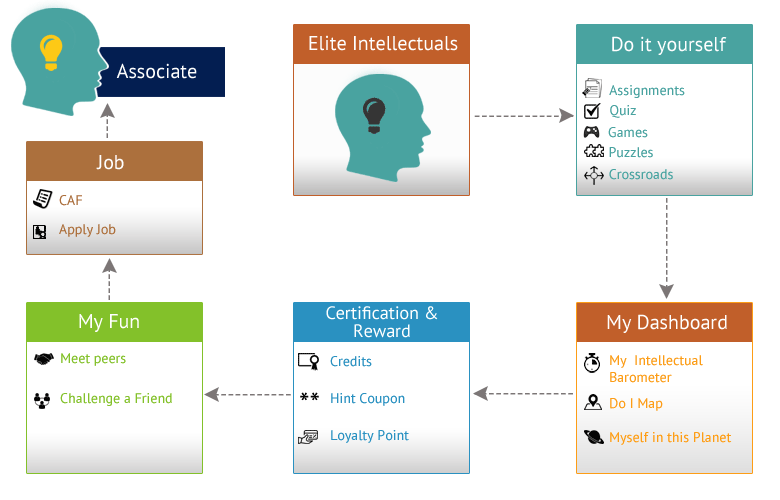 Associate
Elite Intellectuals
Do it yourself
Assignments
Quiz
Games
Puzzles
Crossroads
Job
CAF
Apply Job
My Fun
Meet peers
Challenge a Friend
Certification &
Reward
Credits
Hint Coupon
Loyalty Point
My Dashboard
My Intellectual
Barometer
Do I Map
Myself in this Planet